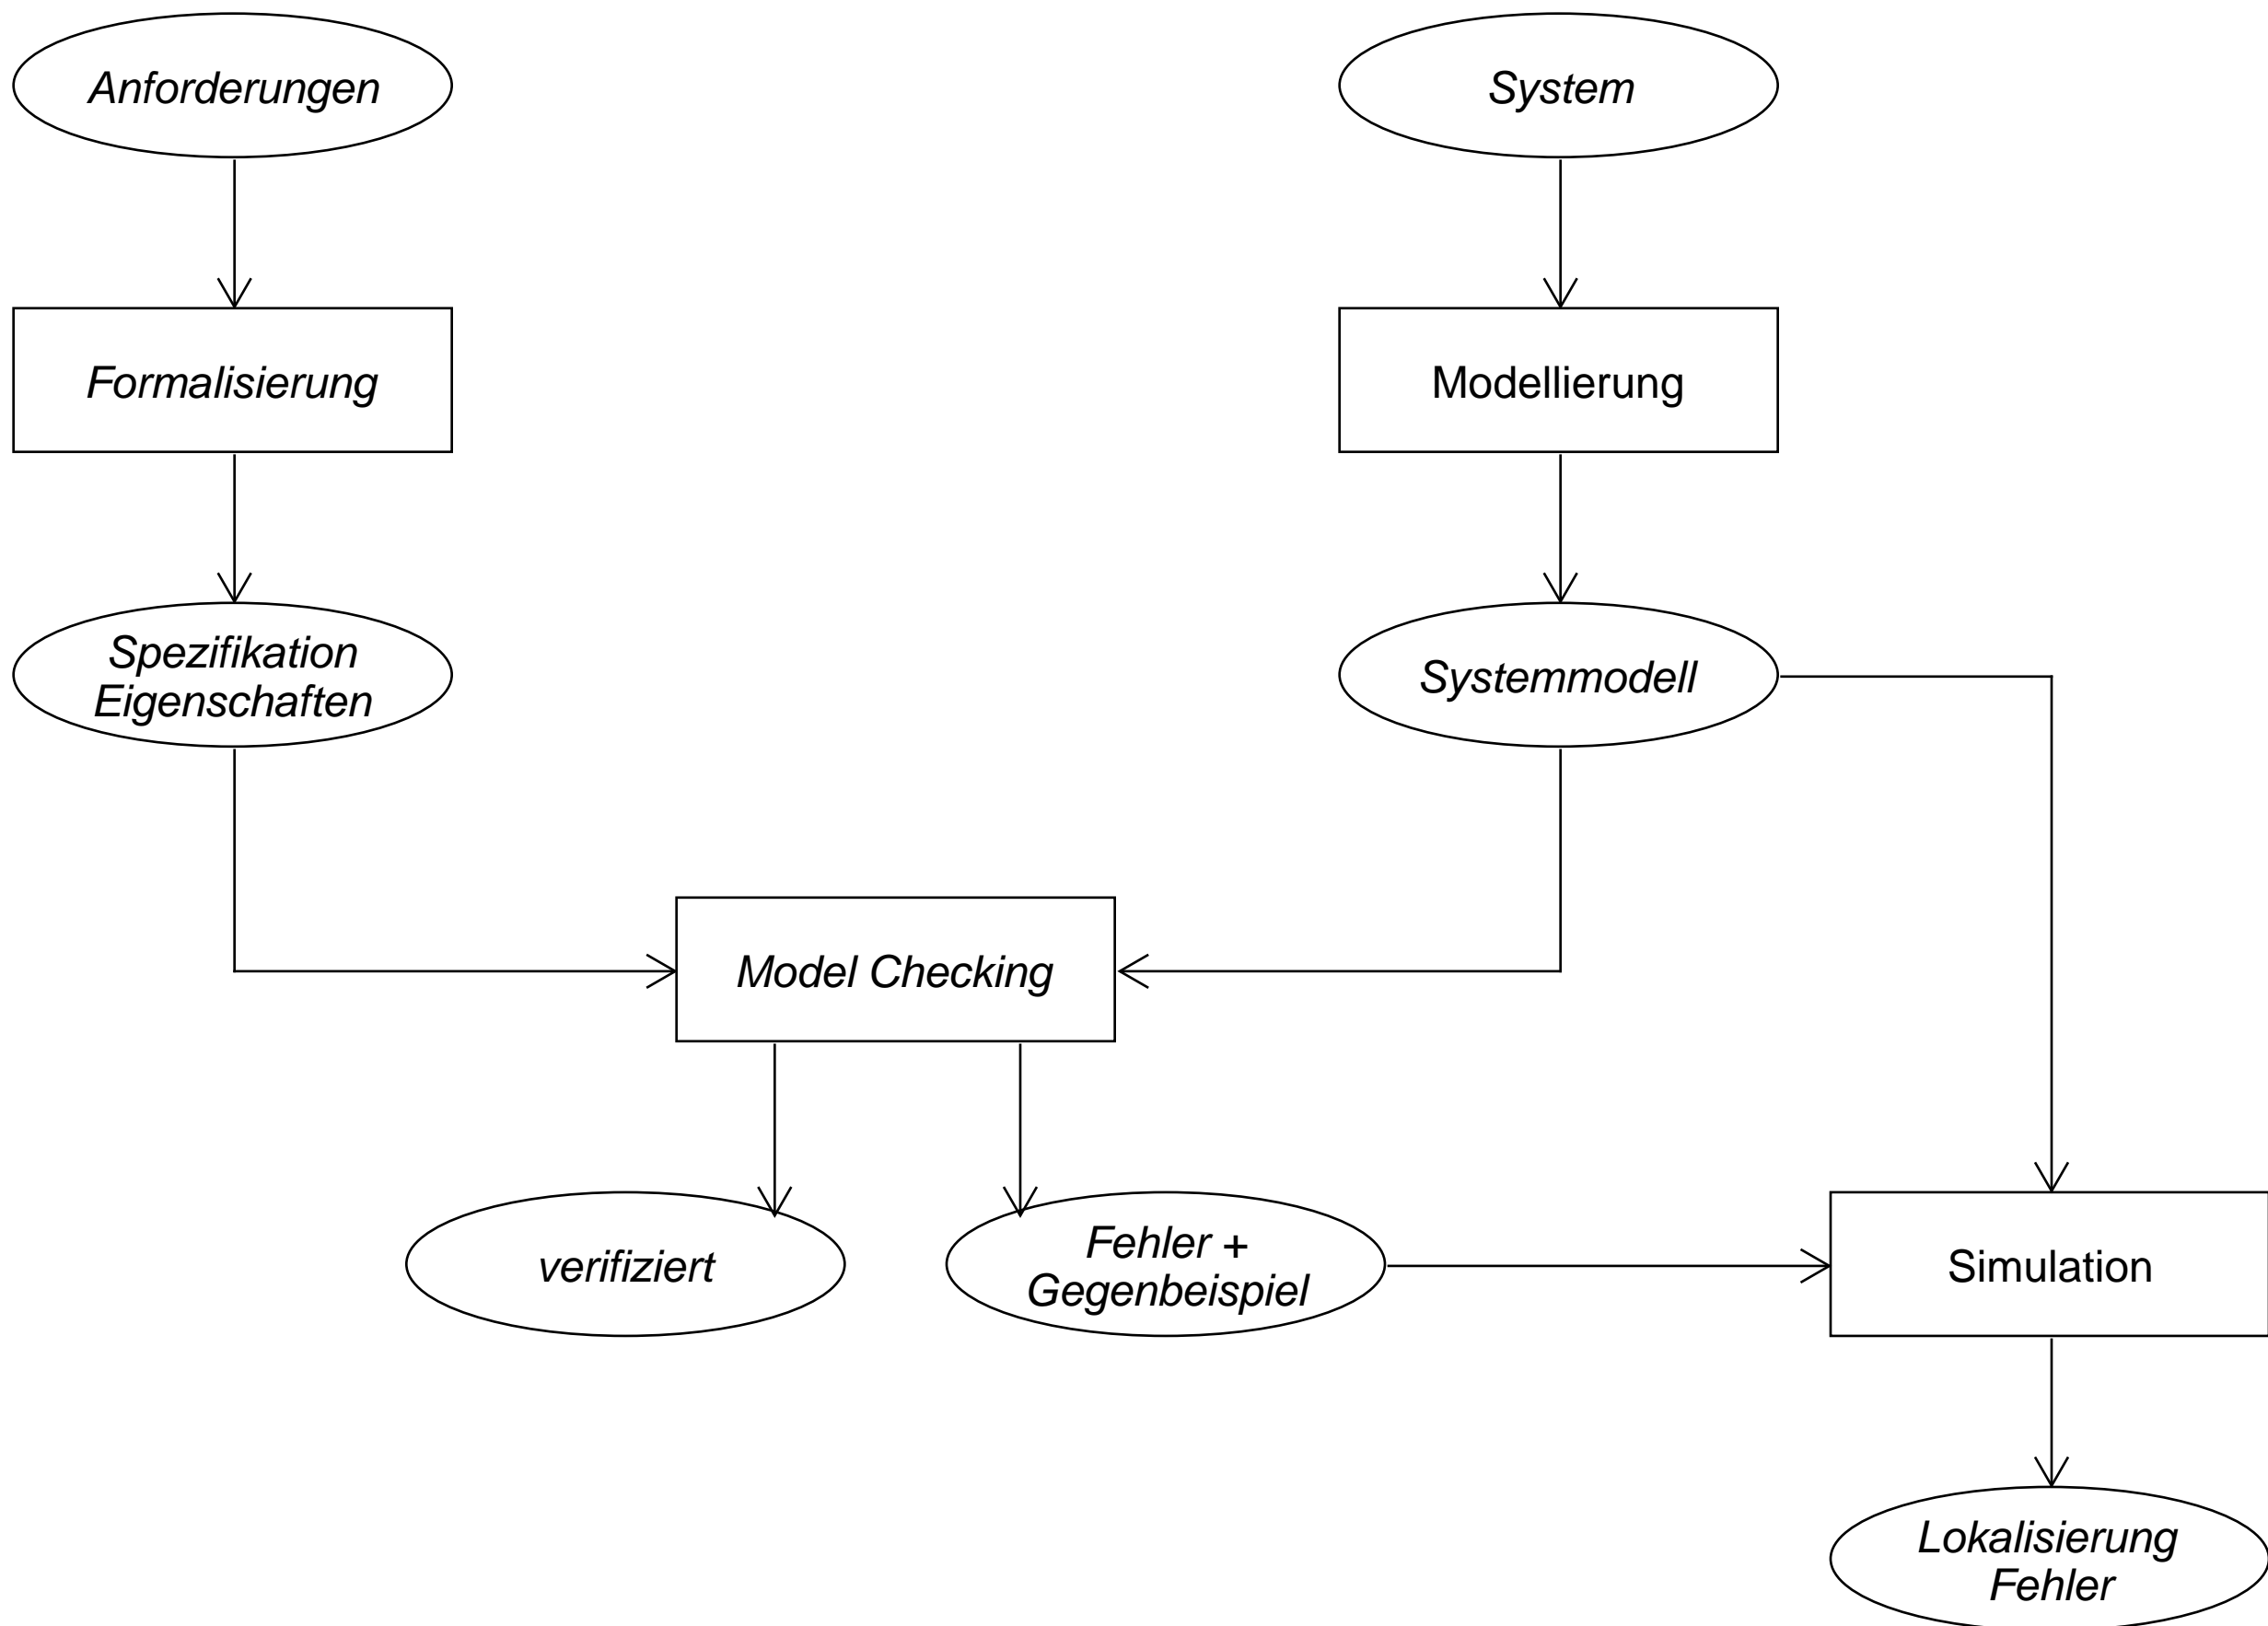 Anforderungen
System
Formalisierung
Modellierung
Spezifikation
Eigenschaften
Systemmodell
Model Checking
verifiziert
Fehler +
Gegenbeispiel
Simulation
Lokalisierung
Fehler